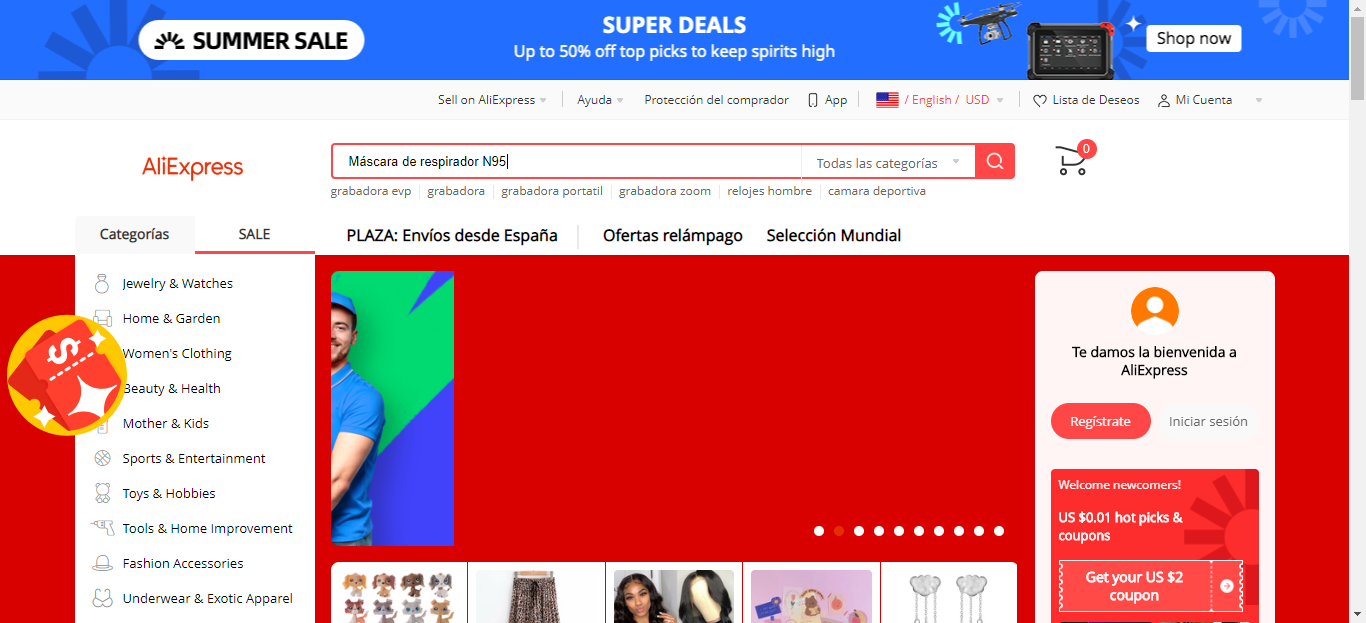 SUMMER SALE
SUPER DEALS
Up to 50% off top picks to keep spirits high
Shop now
Sell on AliExpress
Ayuda
Protección del comprador
App
/ English / USD
Lista de Deseos
Mi Cuenta
AliExpress
Máscara de respirador N95
Todas las categorías
0
grabadora evp
grabadora
grabadora portatil
grabadora zoom
relojes hombre
camara deportiva
Categorías
SALE
PLAZA: Envíos desde España
Ofertas relámpago
Selección Mundial
Jewelry & Watches
Home & Garden
Women's Clothing
Beauty & Health
Mother & Kids
Sports & Entertainment
Toys & Hobbies
Tools & Home Improvement
Fashion Accessories
Underwear & Exotic Apparel
$
Te damos la bienvenida a
AliExpress
Regístrate
Iniciar sesión
Welcome newcomers!
US $0.01 hot picks &
coupons
Get your US $2
coupon